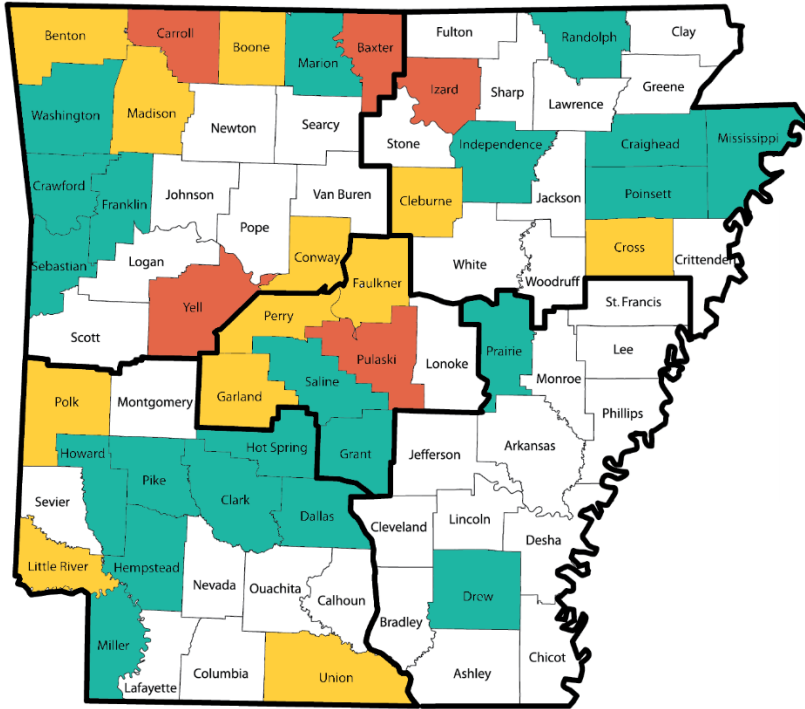 Benton
Carroll
Boone
Marion
Baxter
Fulton
Randolph
Clay
Washington
Madison
Newton
Searcy
Izard
Sharp
Lawrence
Greene
Stone
Independence
Craighead
Mississippi
Crawford
Franklin
Johnson
Pope
Van Buren
Cleburne
Jackson
Poinsett
Sebastian
Logan
Conway
Faulkner
White
Woodruff
Cross
Crittenden
Scott
Yell
Perry
Pulaski
Lonoke
Prairie
St. Francis
Lee
Monroe
Phillips
Polk
Montgomery
Garland
Saline
Grant
Hot Spring
Jefferson
Arkansas
Howard
Pike
Clark
Dallas
Sevier
Cleveland
Lincoln
Desha
Little River
Hempstead
Nevada
Ouachita
Calhoun
Bradley
Drew
Miller
Lafayette
Columbia
Union
Ashley
Chicot